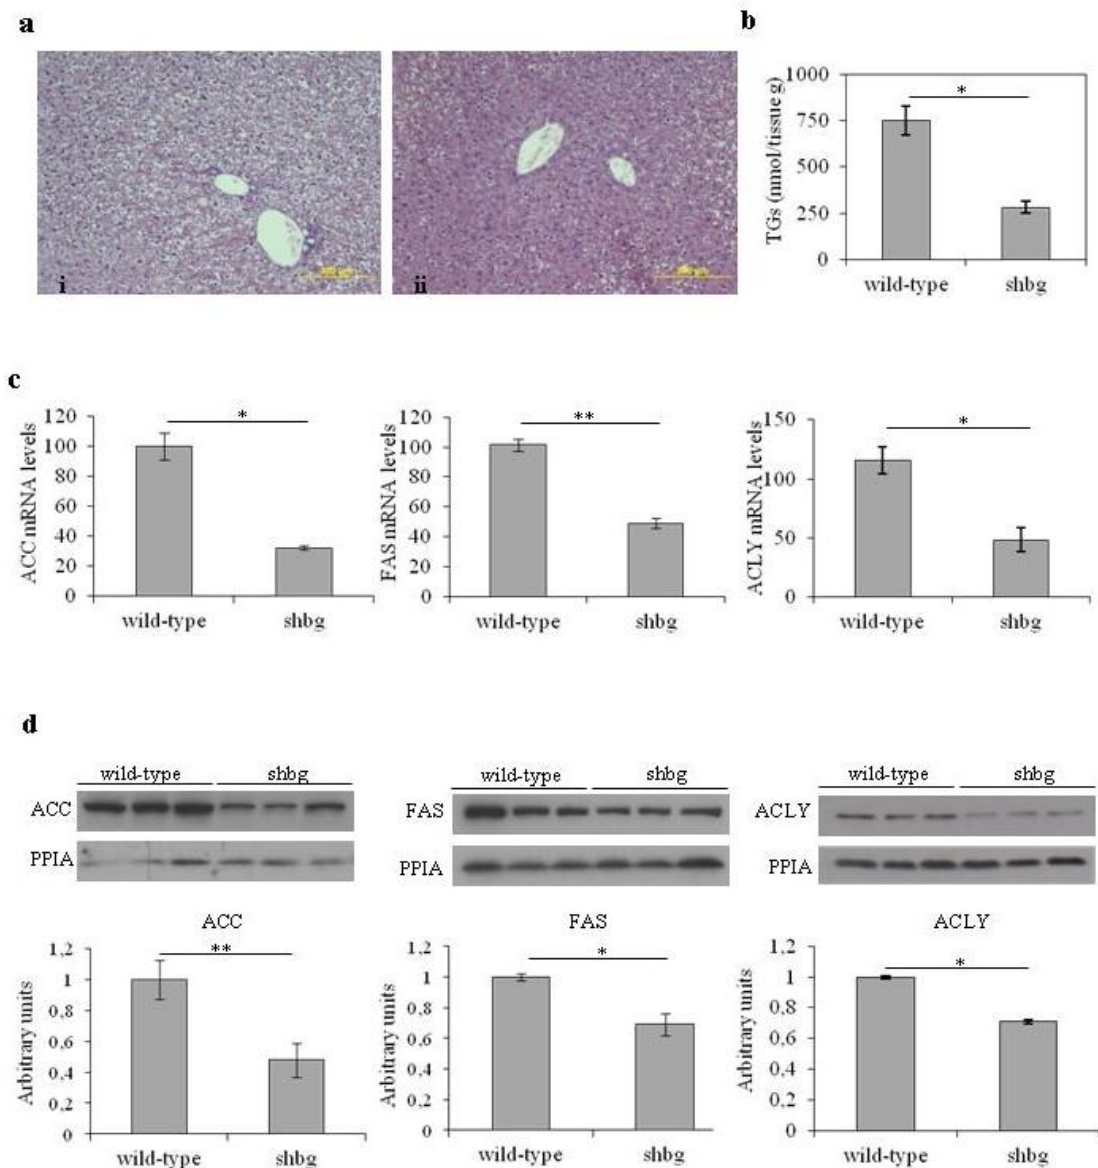 a
b
i
ii
TGs (nmol/tissue g)
1000
750
500
250
0
*
wild-type shbg
c
ACC mRNA levels
120
100
80
60
40
20
0
*
wild-type shbg
FAS mRNA levels
120
100
80
60
40
20
0
**
wild-type shbg
ACLY mRNA levels
150
100
50
0
*
wild-type shbg
d
wild-type shbg
ACC
PPIA
wild-type shbg
FAS
PPIA
wild-type shbg
ACLY
PPIA
ACC
Arbitrary units
1,2
1
0,8
0,6
0,4
0,2
0
**
wild-type shbg
FAS
Arbitrary units
1,2
1
0,8
0,6
0,4
0,2
0
*
wild-type shbg
ACLY
Arbitrary units
1,2
1
0,8
0,6
0,4
0,2
0
*
wild-type shbg